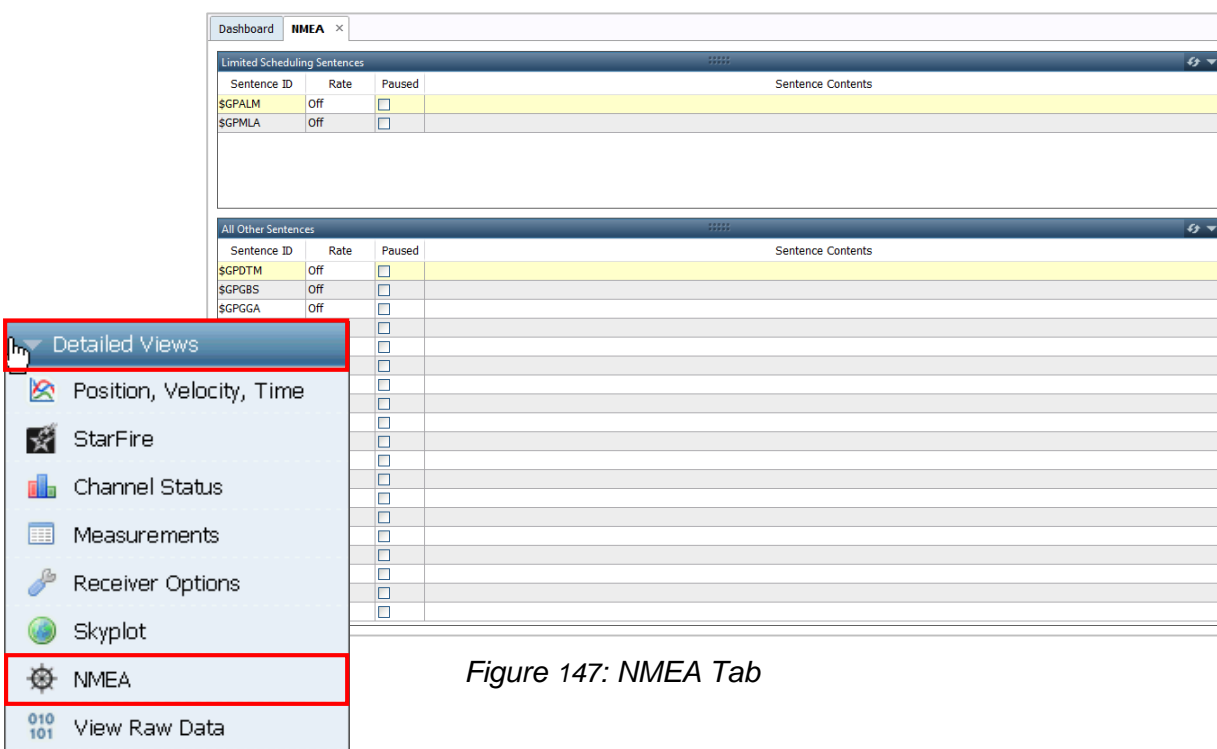 Dashboard NMEA ×
Limited Scheduling Sentences
Sentence ID Rate Paused Sentence Contents
$GPALM Off
$GPMLA Off
All Other Sentences
Sentence ID Rate Paused Sentence Contents
$GPDTM Off
$GPGBS Off
$GPGGA Off
Detailed Views
Position, Velocity, Time
StarFire
Channel Status
Measurements
Receiver Options
Skyplot
NMEA
010
101
View Raw Data
Figure 147: NMEA Tab